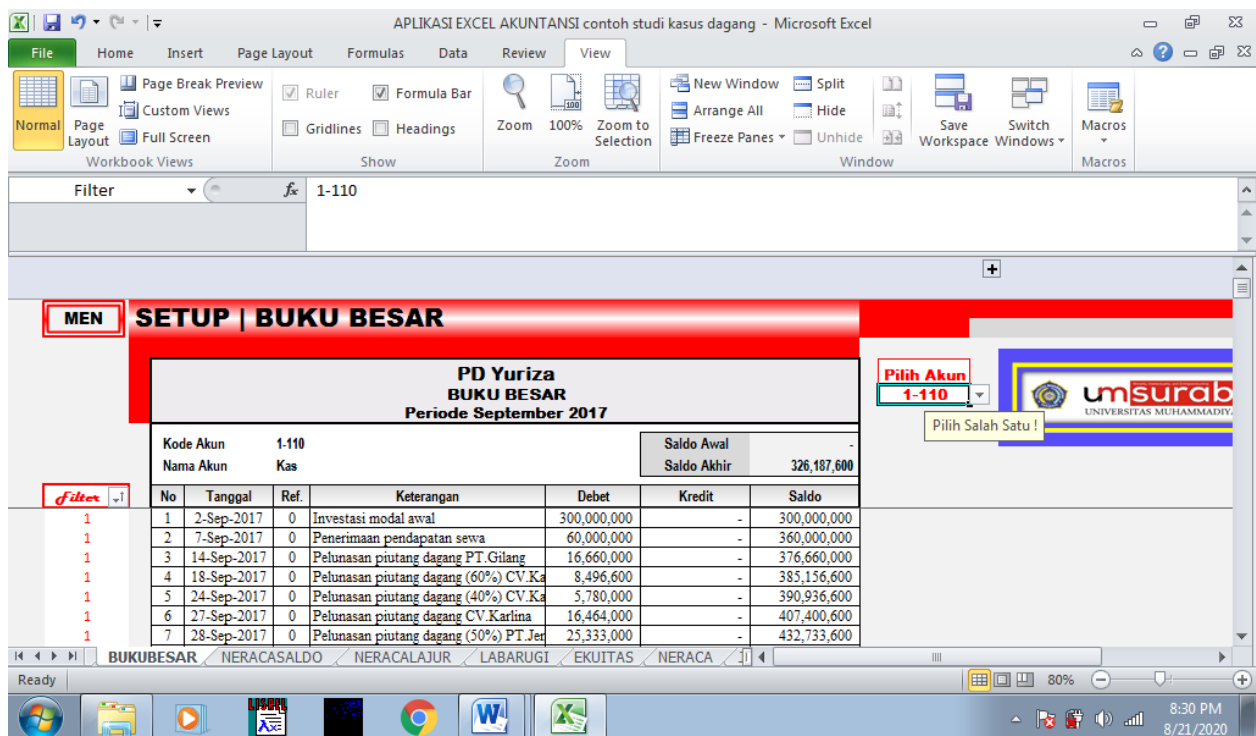 APLIKASI EXCEL AKUNTANSI contoh studi kasus dagang - Microsoft Excel
File Home Insert Page Layout Formulas Data Review View
Normal
Page Layout
Page Break Preview
Custom Views
Full Screen
Workbook Views
Ruler
Formula Bar
Gridlines
Headings
Show
Zoom
100%
Zoom to Selection
Zoom
New Window
Arrange All
Freeze Panes
Split
Hide
Unhide
Save Workspace
Switch Windows
Window
Macros
Macros
Filter
fx 1-110
MEN
SETUP | BUKU BESAR
PD Yuriza
BUKU BESAR
Periode September 2017
Pilih Akun
1-110
Pilih Salah Satu !
umsurab
UNIVERSITAS MUHAMMADIY
Kode Akun 1-110 Saldo Awal -
Nama Akun Kas Saldo Akhir 326,187,600
Filter No Tanggal Ref. Keterangan Debet Kredit Saldo
1 1 2-Sep-2017 0 Investasi modal awal 300,000,000 - 300,000,000
1 2 7-Sep-2017 0 Penerimaan pendapatan sewa 60,000,000 - 360,000,000
1 3 14-Sep-2017 0 Pelunasan piutang dagang PT.Gilang 16,660,000 - 376,660,000
1 4 18-Sep-2017 0 Pelunasan piutang dagang (60%) CV.Ka 8,496,600 - 385,156,600
1 5 24-Sep-2017 0 Pelunasan piutang dagang (40%) CV.Ka 5,780,000 - 390,936,600
1 6 27-Sep-2017 0 Pelunasan piutang dagang CV.Karlina 16,464,000 - 407,400,600
1 7 28-Sep-2017 0 Pelunasan piutang dagang (50%) PT.Jer 25,333,000 - 432,733,600
BUKUBESAR NERACASALDO NERACALAJUR LABARUGI EKUITAS NERACA
Ready 80%
8:30 PM
8/21/2020